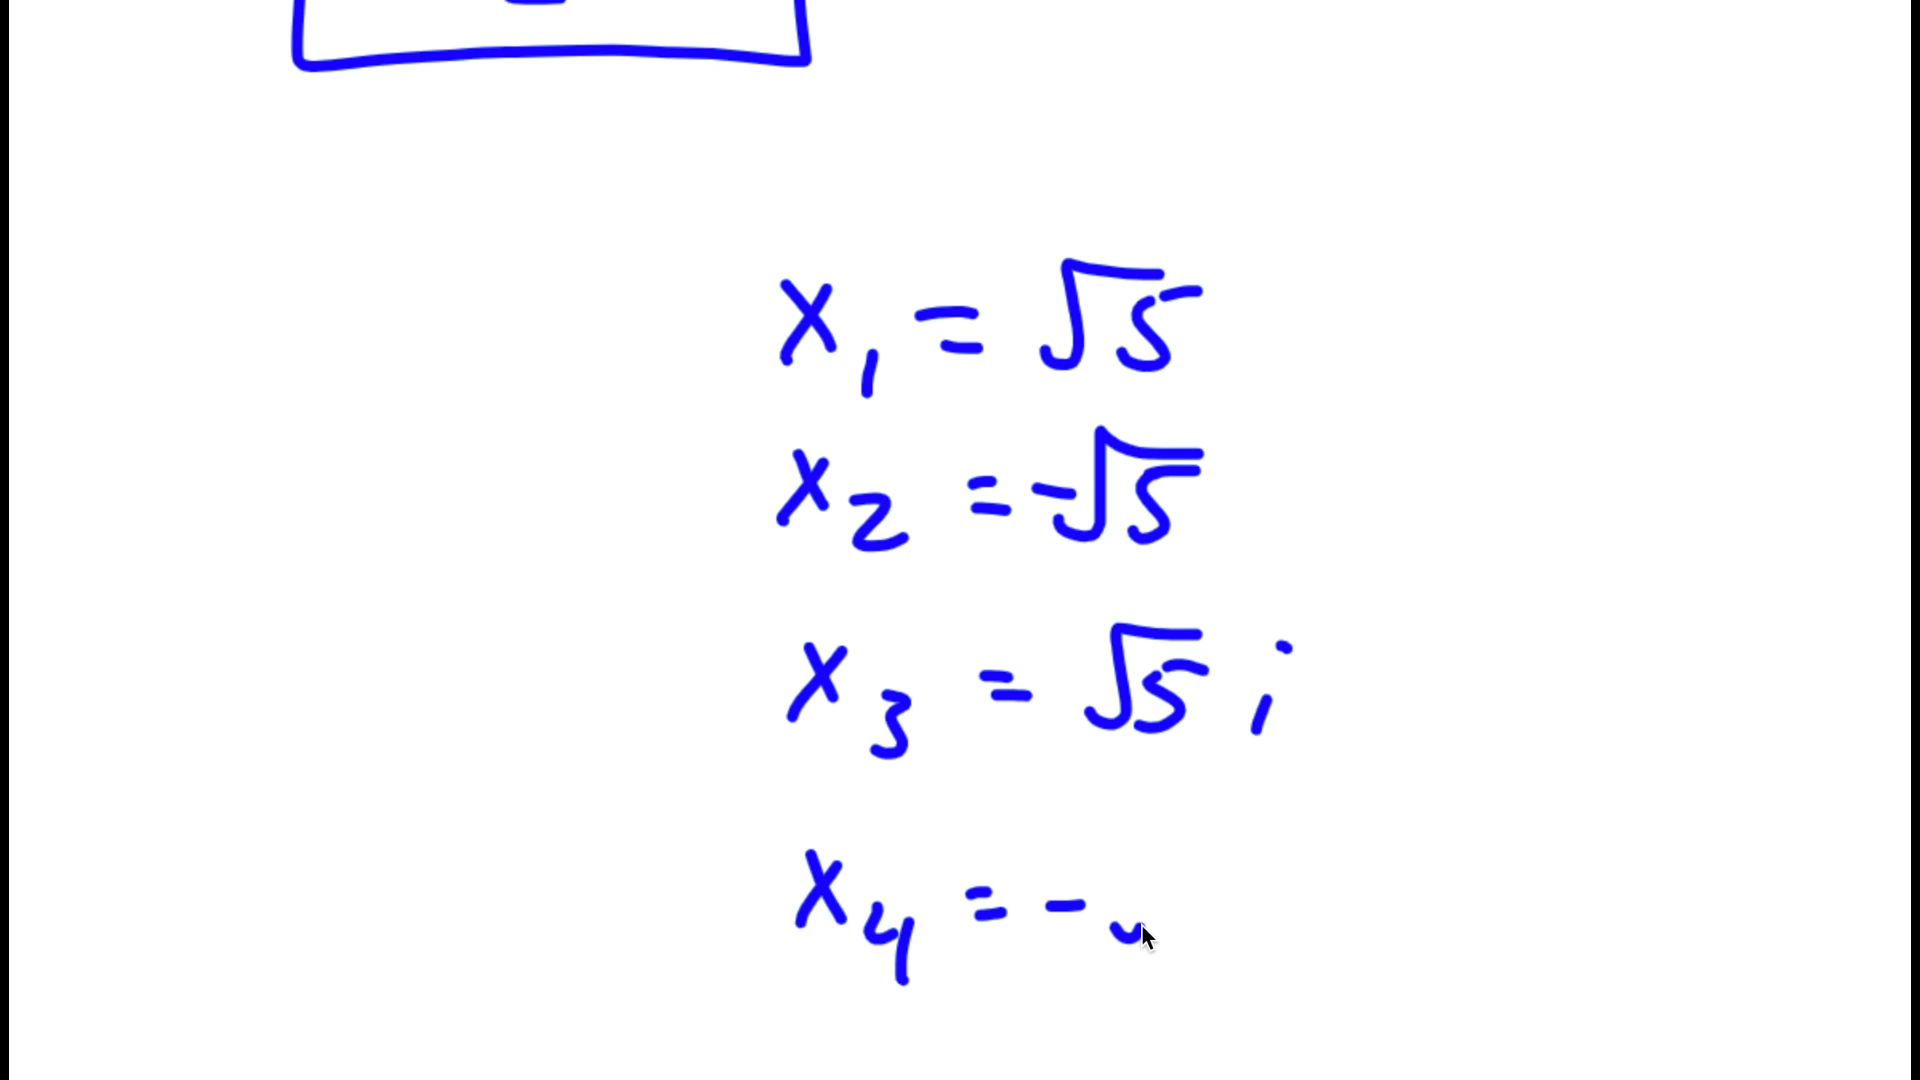 x₁ = √5
x₂ = -√5
x₃ = √5 i
x₄ = -